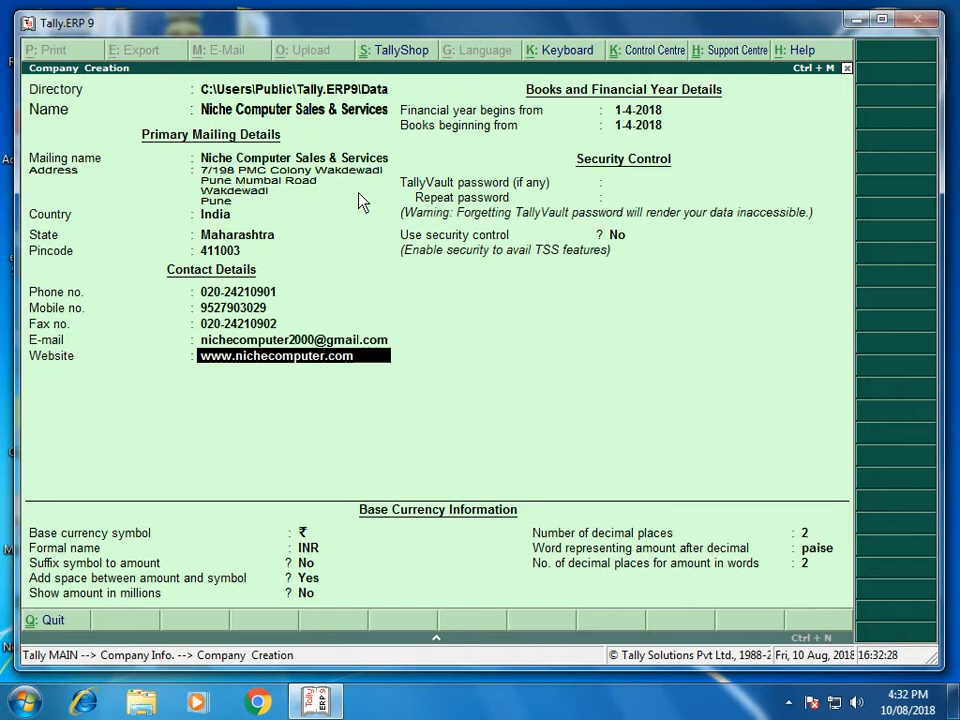 Tally.ERP 9
P: Print
E: Export
M: E-Mail
O: Upload
S: TallyShop
G: Language
K: Keyboard
K: Control Centre
H: Support Centre
H: Help
Company Creation
Ctrl + M
Directory : C:\Users\Public\Tally.ERP9\Data
Name : Niche Computer Sales & Services
Primary Mailing Details
Mailing name : Niche Computer Sales & Services
Address : 7/198 PMC Colony Wakdewadi
Pune Mumbai Road
Wakdewadi
Pune
Country : India
State : Maharashtra
Pincode : 411003
Contact Details
Phone no. : 020-24210901
Mobile no. : 9527903029
Fax no. : 020-24210902
E-mail : nichecomputer2000@gmail.com
Website : www.nichecomputer.com
Books and Financial Year Details
Financial year begins from : 1-4-2018
Books beginning from : 1-4-2018
Security Control
TallyVault password (if any) :
Repeat password :
(Warning: Forgetting TallyVault password will render your data inaccessible.)
Use security control ? No
(Enable security to avail TSS features)
Base Currency Information
Base currency symbol : ₹
Formal name : INR
Suffix symbol to amount ? No
Add space between amount and symbol ? Yes
Show amount in millions ? No
Number of decimal places : 2
Word representing amount after decimal : paise
No. of decimal places for amount in words : 2
Q: Quit
Ctrl + N
Tally MAIN --> Company Info. --> Company Creation
© Tally Solutions Pvt Ltd., 1988-2
Fri, 10 Aug, 2018
16:32:28
Tally
ERP 9
4:32 PM
10/08/2018